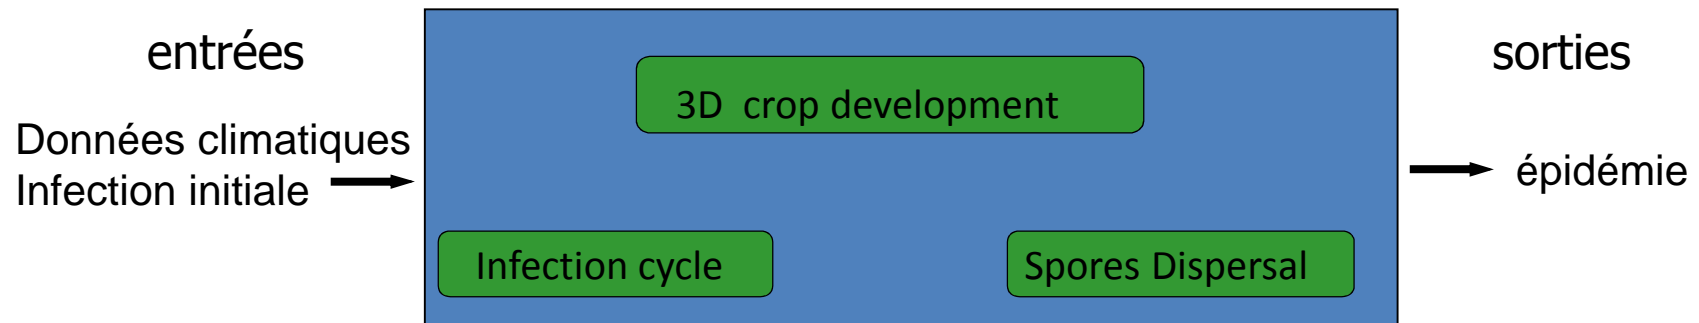 entrées
sorties
3D crop development
Données climatiques
Infection initiale
épidémie
Infection cycle
Spores Dispersal